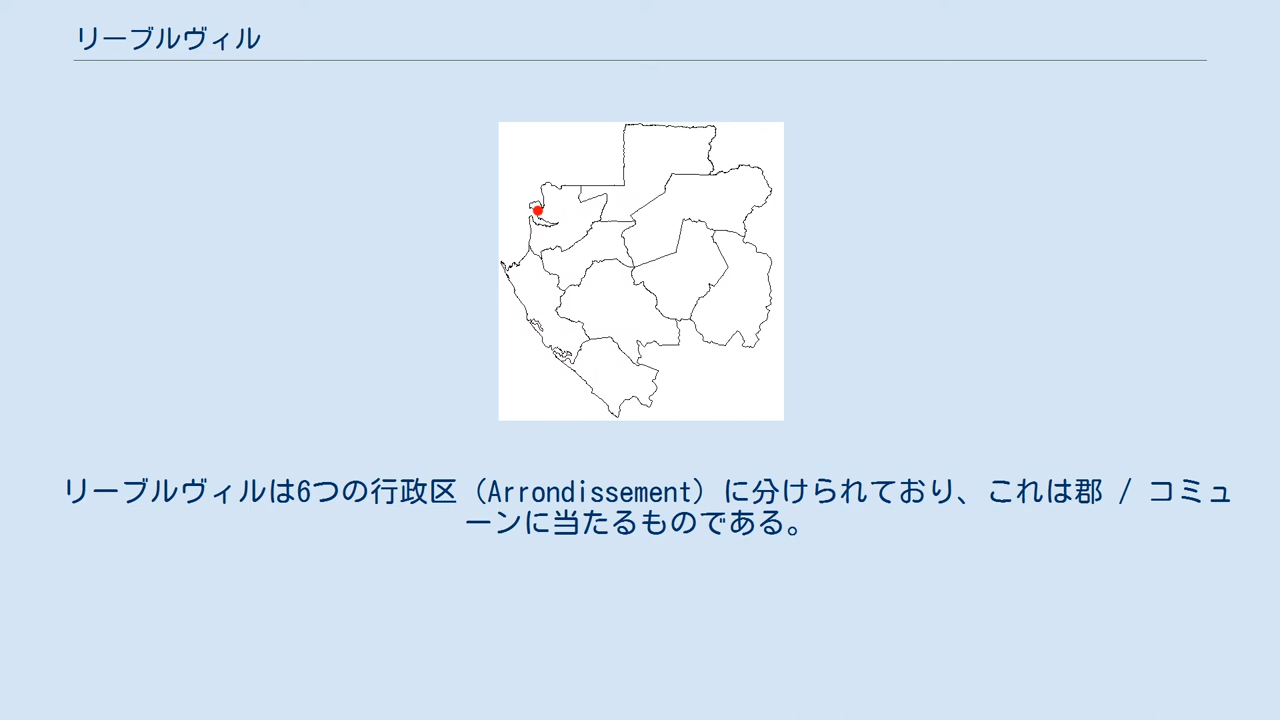 リーブルヴィル
リーブルヴィルは6つの行政区（Arrondissement）に分けられており、これは郡 / コミュ
ーンに当たるものである。